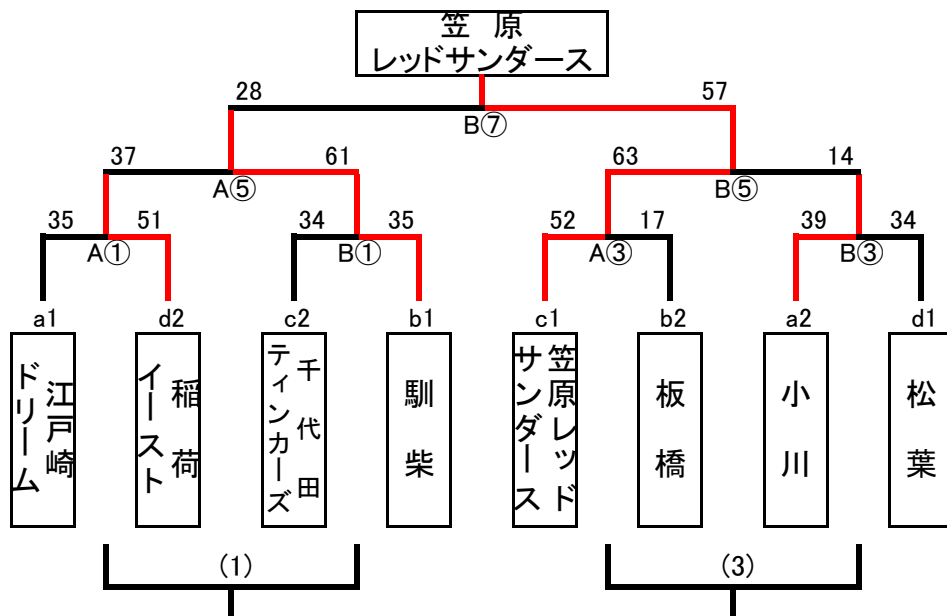 笠原
レッドサンダース
28
57
B⑦
37
61
63
14
A⑤
B⑤
35
51
34
35
52
17
39
34
A①
B①
A③
B③
a1
d2
c2
b1
c1
b2
a2
d1
江戸崎
ドリーム
稲荷
イースト
千代田
ティンカーズ
馴柴
笠原レッド
サンダース
板橋
小川
松葉
(1)
(3)